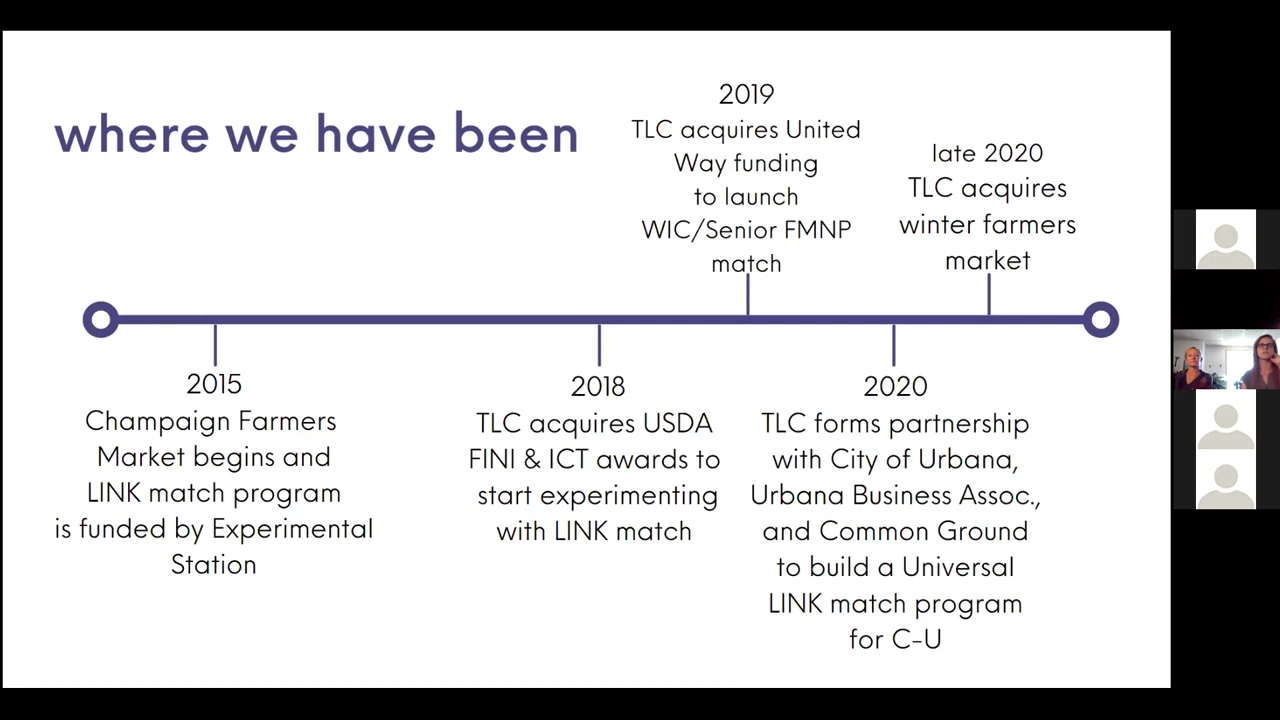 where we have been
2015
Champaign Farmers
Market begins and
LINK match program
is funded by Experimental
Station
2018
TLC acquires USDA
FINI & ICT awards to
start experimenting
with LINK match
2019
TLC acquires United
Way funding
to launch
WIC/Senior FMNP
match
2020
TLC forms partnership
with City of Urbana,
Urbana Business Assoc.,
and Common Ground
to build a Universal
LINK match program
for C-U
late 2020
TLC acquires
winter farmers
market